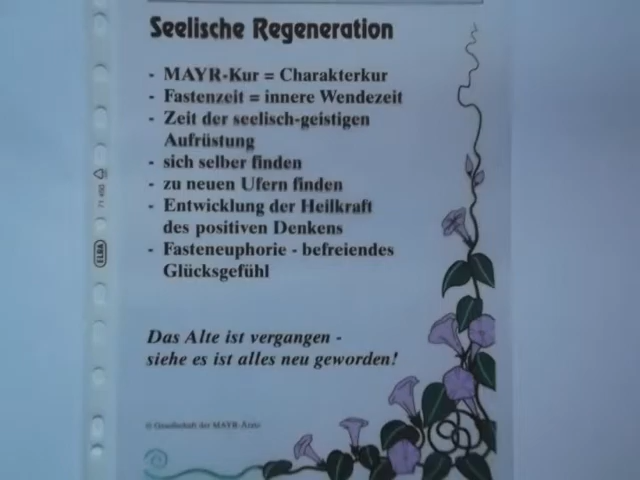 Seelische Regeneration
- MAYR-Kur = Charakterkur
- Fastenzeit = innere Wendezeit
- Zeit der seelisch-geistigen
Aufrüstung
- sich selber finden
- zu neuen Ufern finden
- Entwicklung der Heilkraft
des positiven Denkens
- Fasteneuphorie - befreiendes
Glücksgefühl
Das Alte ist vergangen -
siehe es ist alles neu geworden!
© Gesellschaft der MAYR-Ärzte
ELBA